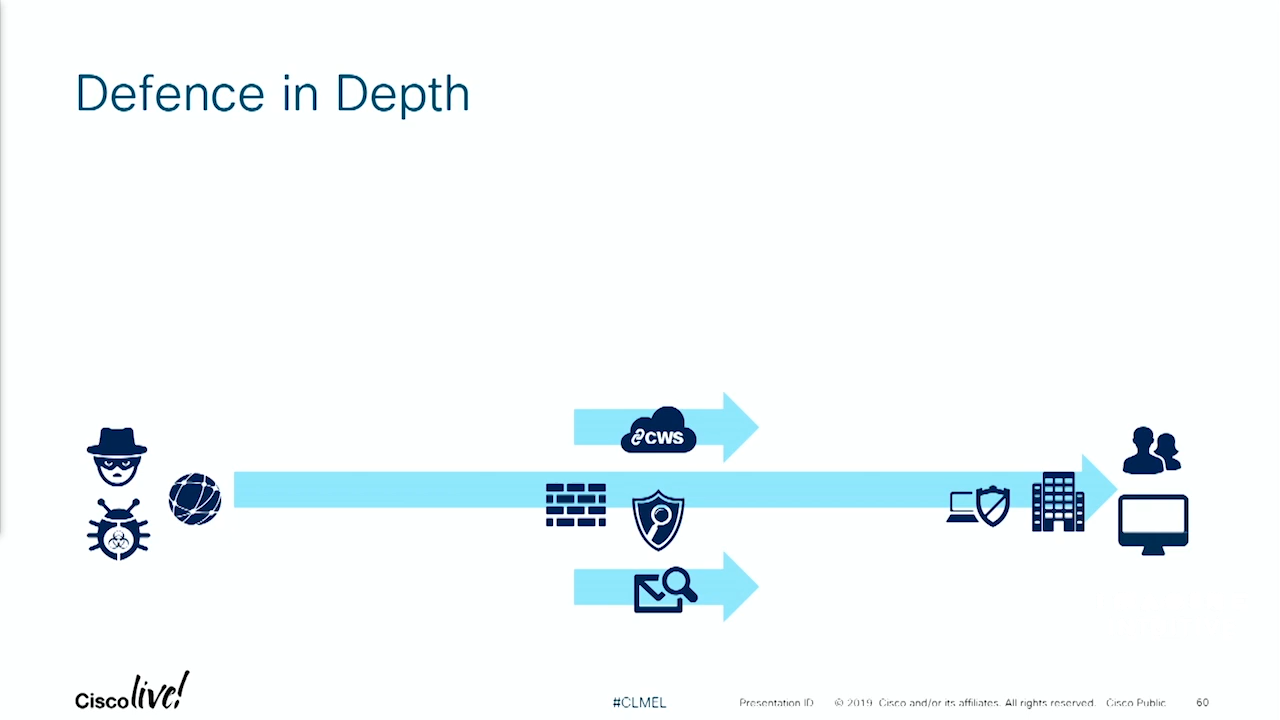 Defence in Depth
CWS
Cisco live!
#CLMEL
Presentation ID
© 2019 Cisco and/or its affiliates. All rights reserved. Cisco Public
60